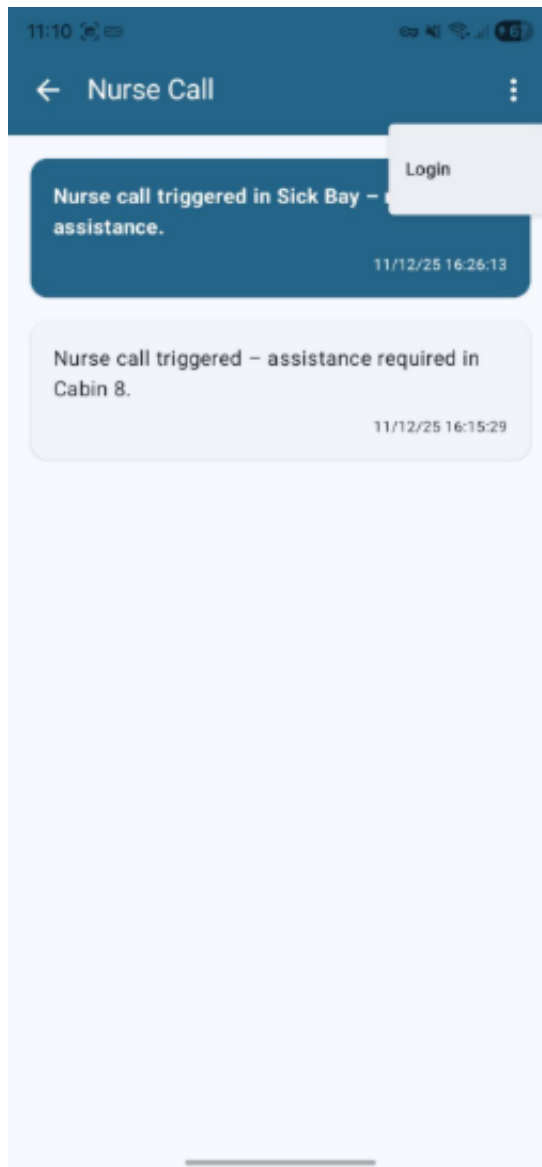 11:10
Nurse Call
Login
Nurse call triggered in Sick Bay –
assistance.
11/12/25 16:26:13
Nurse call triggered – assistance required in
Cabin 8.
11/12/25 16:15:29